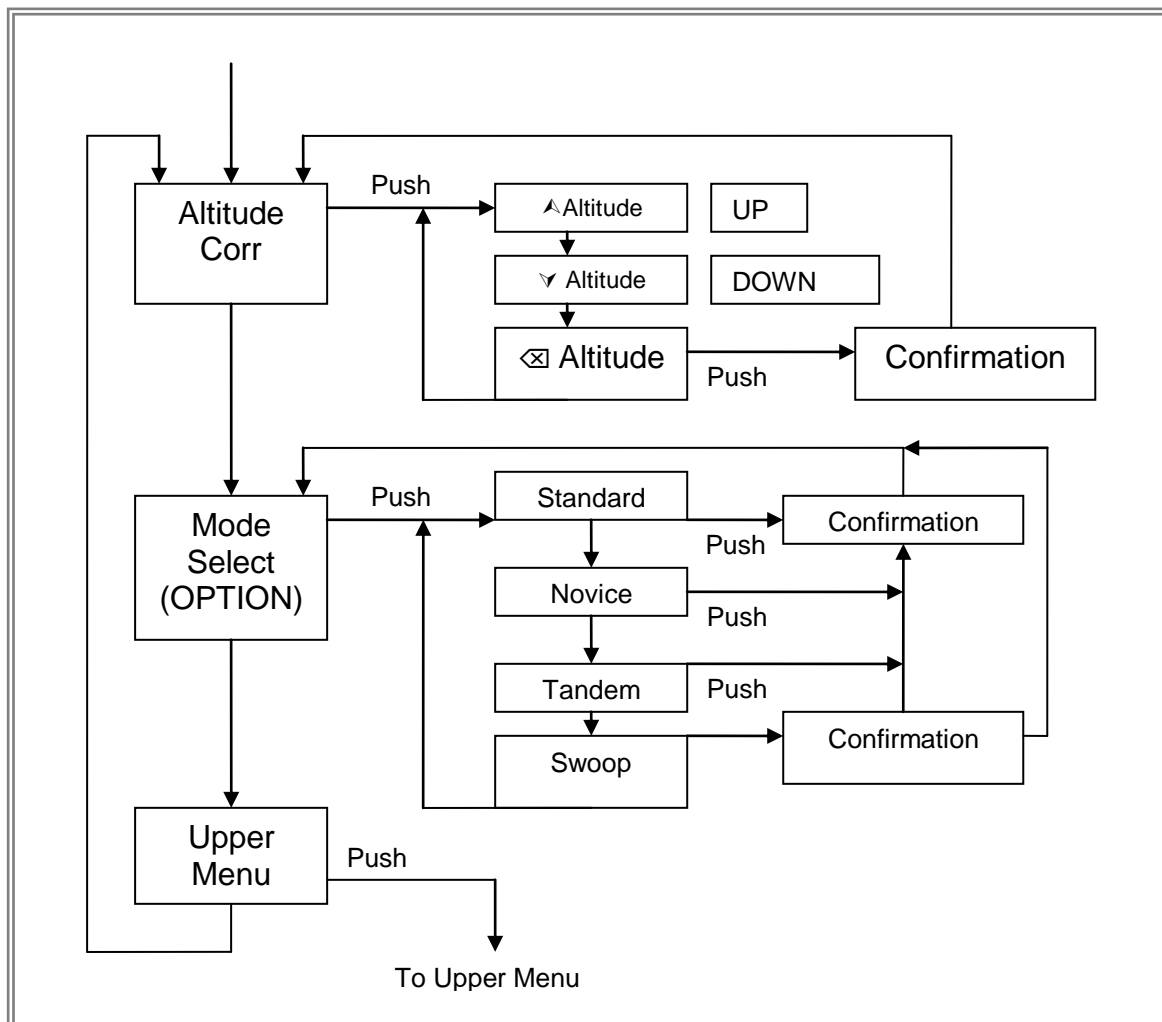 Push
Altitude
Corr
⮝Altitude
UP
⮟ Altitude
DOWN
⌫ Altitude
Push
Confirmation
Push
Mode
Select
(OPTION)
Standard
Push
Confirmation
Novice
Push
Tandem
Push
Swoop
Confirmation
Upper
Menu
Push
To Upper Menu